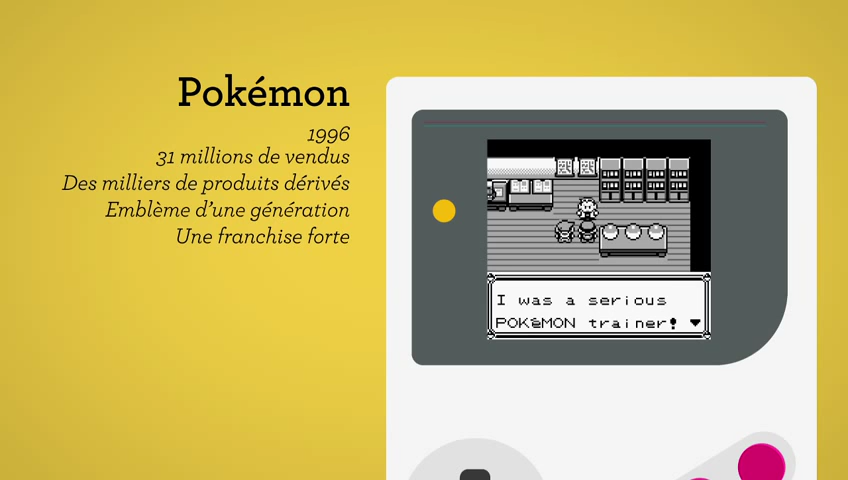 Pokémon
1996
31 millions de vendus
Des milliers de produits dérivés
Emblème d'une génération
Une franchise forte
I was a serious
POKéMON trainer!